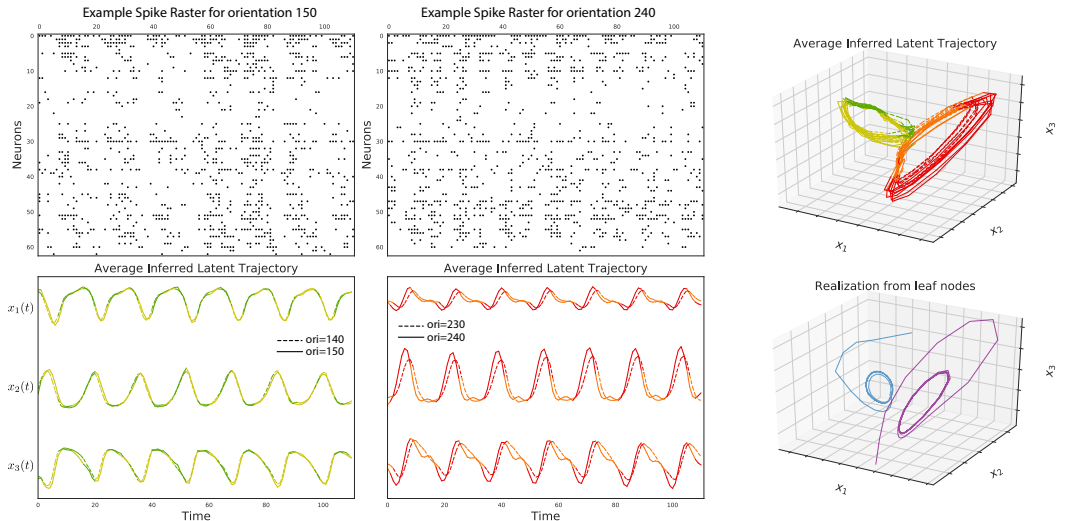 Example Spike Raster for orientation 150
0 20 40 60 80 100
0
10
20
30
40
50
60
Neurons
Example Spike Raster for orientation 240
0 20 40 60 80 100
0
10
20
30
40
50
60
Average Inferred Latent Trajectory
x1
x2
x3
Average Inferred Latent Trajectory
x1(t)
x2(t)
x3(t)
ori=140
ori=150
0 20 40 60 80 100
Time
Average Inferred Latent Trajectory
ori=230
ori=240
0 20 40 60 80 100
Time
Realization from leaf nodes
x1
x2
x3